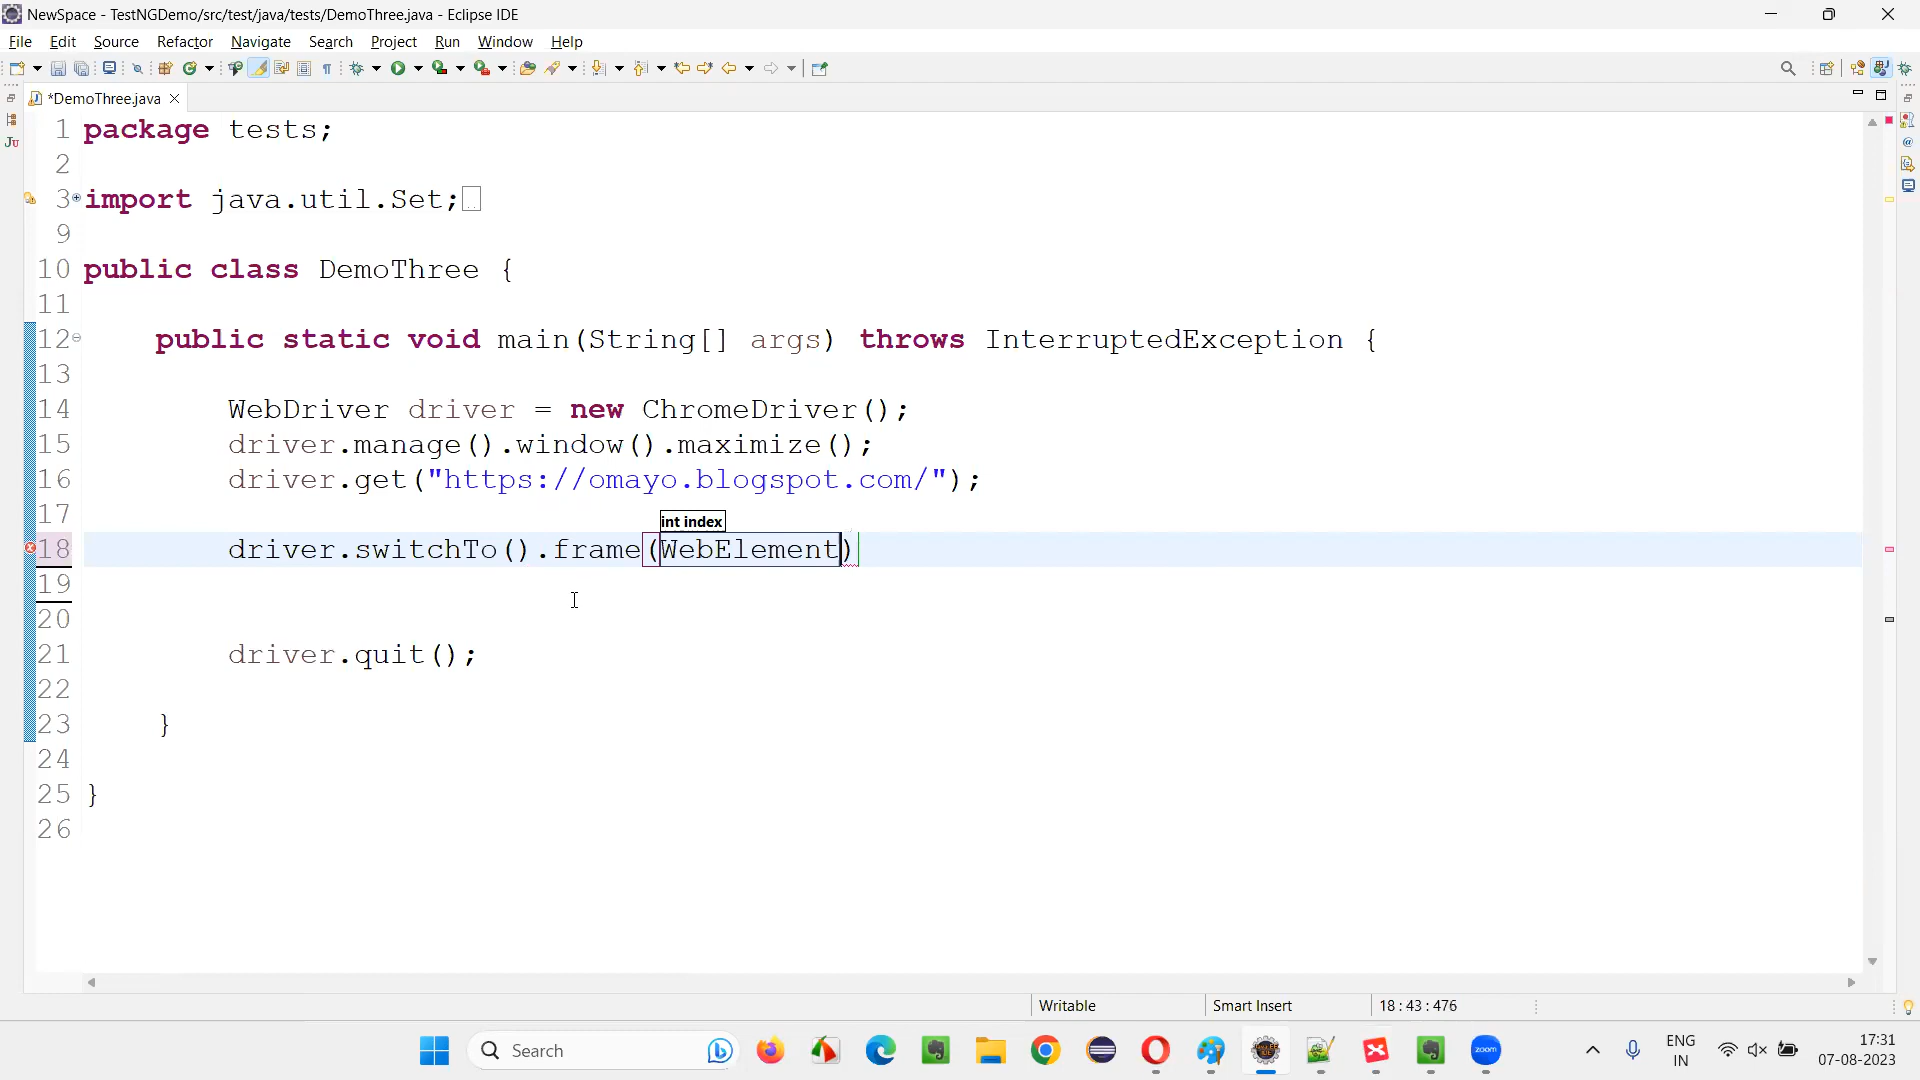 NewSpace - TestNGDemo/src/test/java/tests/DemoThree.java - Eclipse IDE
File Edit Source Refactor Navigate Search Project Run Window Help
*DemoThree.java
1 package tests;
2
3 import java.util.Set;
9
10 public class DemoThree {
11
12 public static void main(String[] args) throws InterruptedException {
13
14 WebDriver driver = new ChromeDriver();
15 driver.manage().window().maximize();
16 driver.get("https://omayo.blogspot.com/");
17
int index
18 driver.switchTo().frame(WebElement)
19
20
21 driver.quit();
22
23 }
24
25 }
26
Writable Smart Insert 18 : 43 : 476
Search
zoom
ENG
IN
17:31
07-08-2023